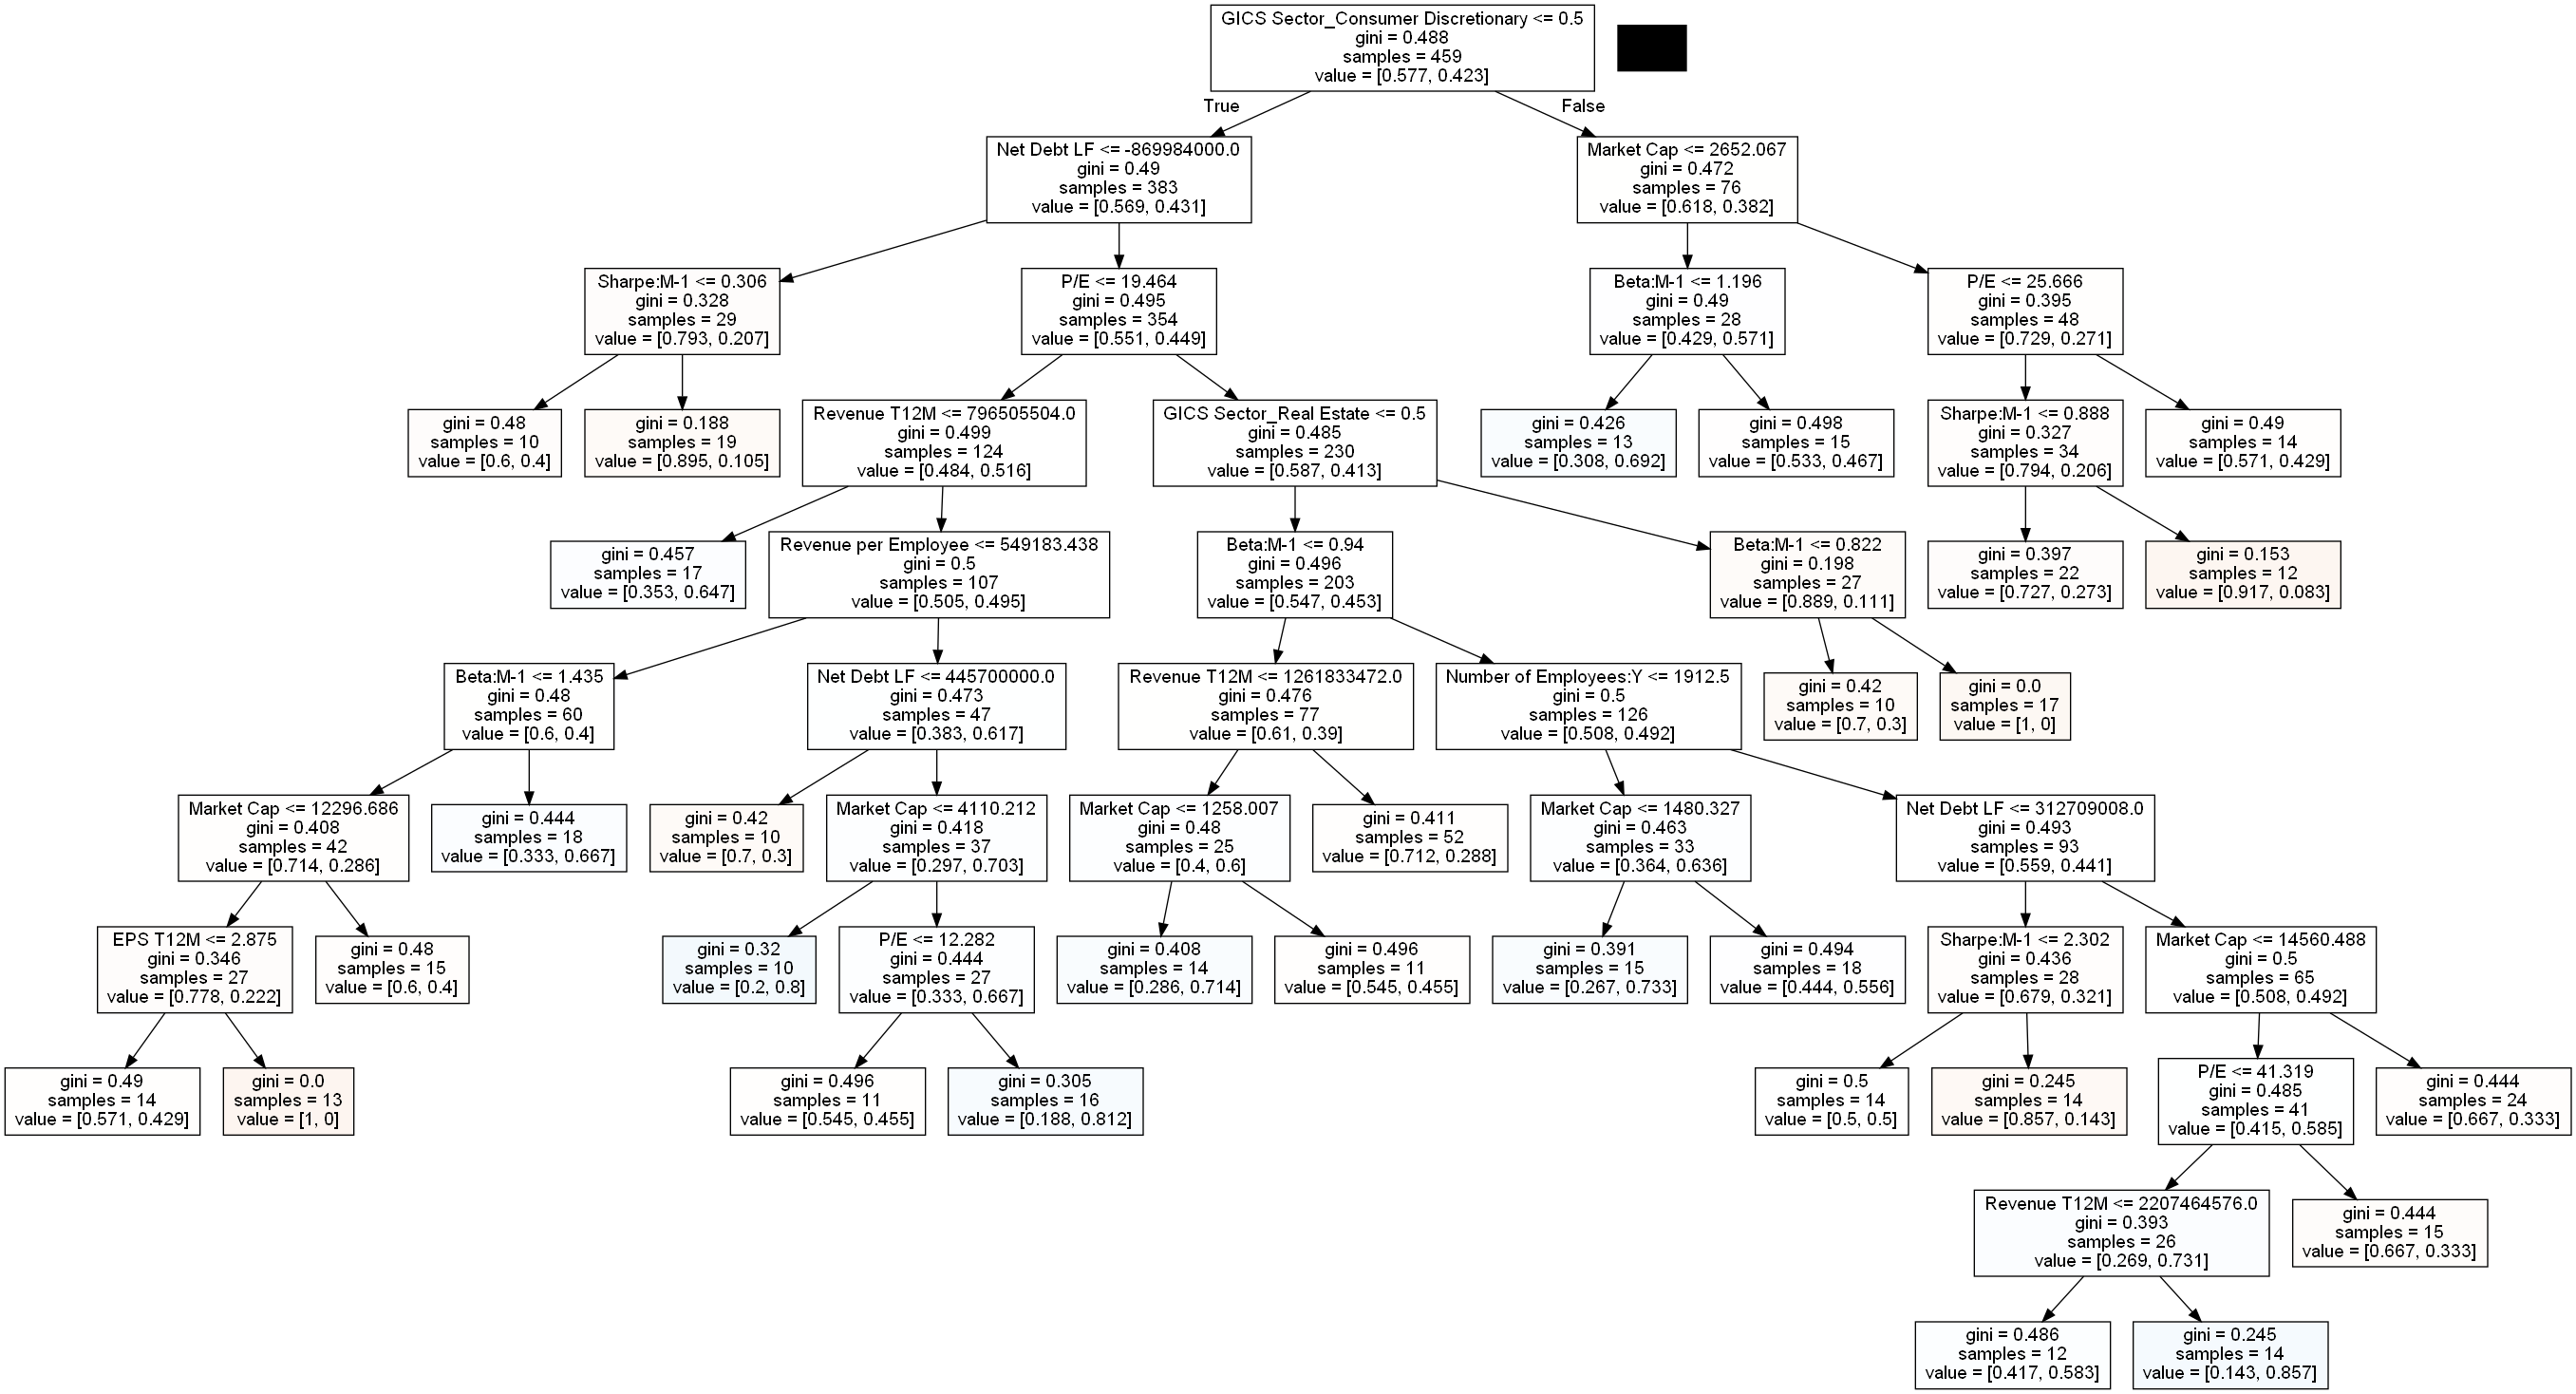 GICS Sector_Consumer Discretionary <= 0.5
gini = 0.488
samples = 459
value = [0.577, 0.423]
True
False
Net Debt LF <= -869984000.0
gini = 0.49
samples = 383
value = [0.569, 0.431]
Market Cap <= 2652.067
gini = 0.472
samples = 76
value = [0.618, 0.382]
Sharpe:M-1 <= 0.306
gini = 0.328
samples = 29
value = [0.793, 0.207]
P/E <= 19.464
gini = 0.495
samples = 354
value = [0.551, 0.449]
Beta:M-1 <= 1.196
gini = 0.49
samples = 28
value = [0.429, 0.571]
P/E <= 25.666
gini = 0.395
samples = 48
value = [0.729, 0.271]
gini = 0.48
samples = 10
value = [0.6, 0.4]
gini = 0.188
samples = 19
value = [0.895, 0.105]
Revenue T12M <= 796505504.0
gini = 0.499
samples = 124
value = [0.484, 0.516]
GICS Sector_Real Estate <= 0.5
gini = 0.485
samples = 230
value = [0.587, 0.413]
gini = 0.426
samples = 13
value = [0.308, 0.692]
gini = 0.498
samples = 15
value = [0.533, 0.467]
Sharpe:M-1 <= 0.888
gini = 0.327
samples = 34
value = [0.794, 0.206]
gini = 0.49
samples = 14
value = [0.571, 0.429]
gini = 0.457
samples = 17
value = [0.353, 0.647]
Revenue per Employee <= 549183.438
gini = 0.5
samples = 107
value = [0.505, 0.495]
Beta:M-1 <= 0.94
gini = 0.496
samples = 203
value = [0.547, 0.453]
Beta:M-1 <= 0.822
gini = 0.198
samples = 27
value = [0.889, 0.111]
gini = 0.397
samples = 22
value = [0.727, 0.273]
gini = 0.153
samples = 12
value = [0.917, 0.083]
Beta:M-1 <= 1.435
gini = 0.48
samples = 60
value = [0.6, 0.4]
Net Debt LF <= 445700000.0
gini = 0.473
samples = 47
value = [0.383, 0.617]
Revenue T12M <= 1261833472.0
gini = 0.476
samples = 77
value = [0.61, 0.39]
Number of Employees:Y <= 1912.5
gini = 0.5
samples = 126
value = [0.508, 0.492]
gini = 0.42
samples = 10
value = [0.7, 0.3]
gini = 0.0
samples = 17
value = [1, 0]
Market Cap <= 12296.686
gini = 0.408
samples = 42
value = [0.714, 0.286]
gini = 0.444
samples = 18
value = [0.333, 0.667]
gini = 0.42
samples = 10
value = [0.7, 0.3]
Market Cap <= 4110.212
gini = 0.418
samples = 37
value = [0.297, 0.703]
Market Cap <= 1258.007
gini = 0.48
samples = 25
value = [0.4, 0.6]
gini = 0.411
samples = 52
value = [0.712, 0.288]
Market Cap <= 1480.327
gini = 0.463
samples = 33
value = [0.364, 0.636]
Net Debt LF <= 312709008.0
gini = 0.493
samples = 93
value = [0.559, 0.441]
EPS T12M <= 2.875
gini = 0.346
samples = 27
value = [0.778, 0.222]
gini = 0.48
samples = 15
value = [0.6, 0.4]
gini = 0.32
samples = 10
value = [0.2, 0.8]
P/E <= 12.282
gini = 0.444
samples = 27
value = [0.333, 0.667]
gini = 0.408
samples = 14
value = [0.286, 0.714]
gini = 0.496
samples = 11
value = [0.545, 0.455]
gini = 0.391
samples = 15
value = [0.267, 0.733]
gini = 0.494
samples = 18
value = [0.444, 0.556]
Sharpe:M-1 <= 2.302
gini = 0.436
samples = 28
value = [0.679, 0.321]
Market Cap <= 14560.488
gini = 0.5
samples = 65
value = [0.508, 0.492]
gini = 0.49
samples = 14
value = [0.571, 0.429]
gini = 0.0
samples = 13
value = [1, 0]
gini = 0.496
samples = 11
value = [0.545, 0.455]
gini = 0.305
samples = 16
value = [0.188, 0.812]
gini = 0.5
samples = 14
value = [0.5, 0.5]
gini = 0.245
samples = 14
value = [0.857, 0.143]
P/E <= 41.319
gini = 0.485
samples = 41
value = [0.415, 0.585]
gini = 0.444
samples = 24
value = [0.667, 0.333]
Revenue T12M <= 2207464576.0
gini = 0.393
samples = 26
value = [0.269, 0.731]
gini = 0.444
samples = 15
value = [0.667, 0.333]
gini = 0.486
samples = 12
value = [0.417, 0.583]
gini = 0.245
samples = 14
value = [0.143, 0.857]